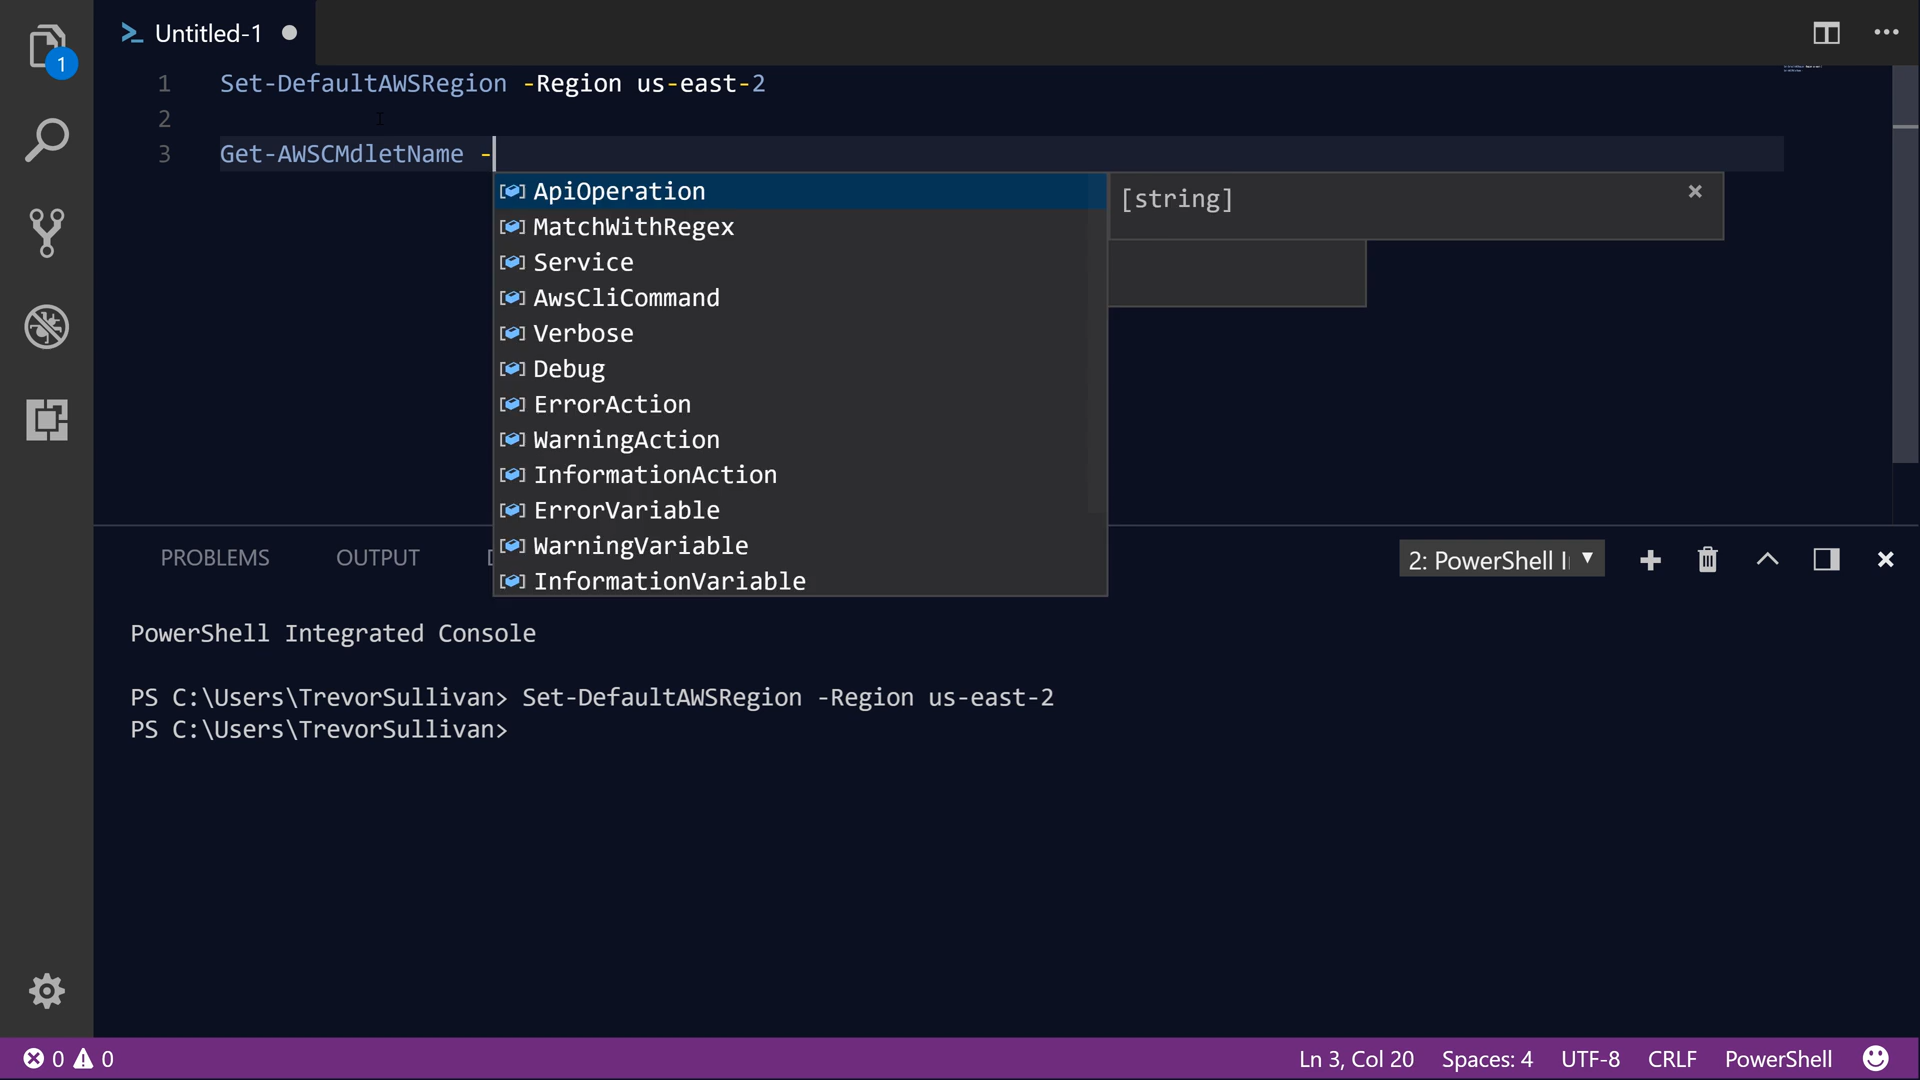 1
Untitled-1
1 Set-DefaultAWSRegion -Region us-east-2
2
3 Get-AWSCMdletName -
ApiOperation
MatchWithRegex
Service
AwsCliCommand
Verbose
Debug
ErrorAction
WarningAction
InformationAction
ErrorVariable
WarningVariable
InformationVariable
[string]
PROBLEMS OUTPUT
2: PowerShell
PowerShell Integrated Console
PS C:\Users\TrevorSullivan> Set-DefaultAWSRegion -Region us-east-2
PS C:\Users\TrevorSullivan>
0 0
Ln 3, Col 20 Spaces: 4 UTF-8 CRLF PowerShell